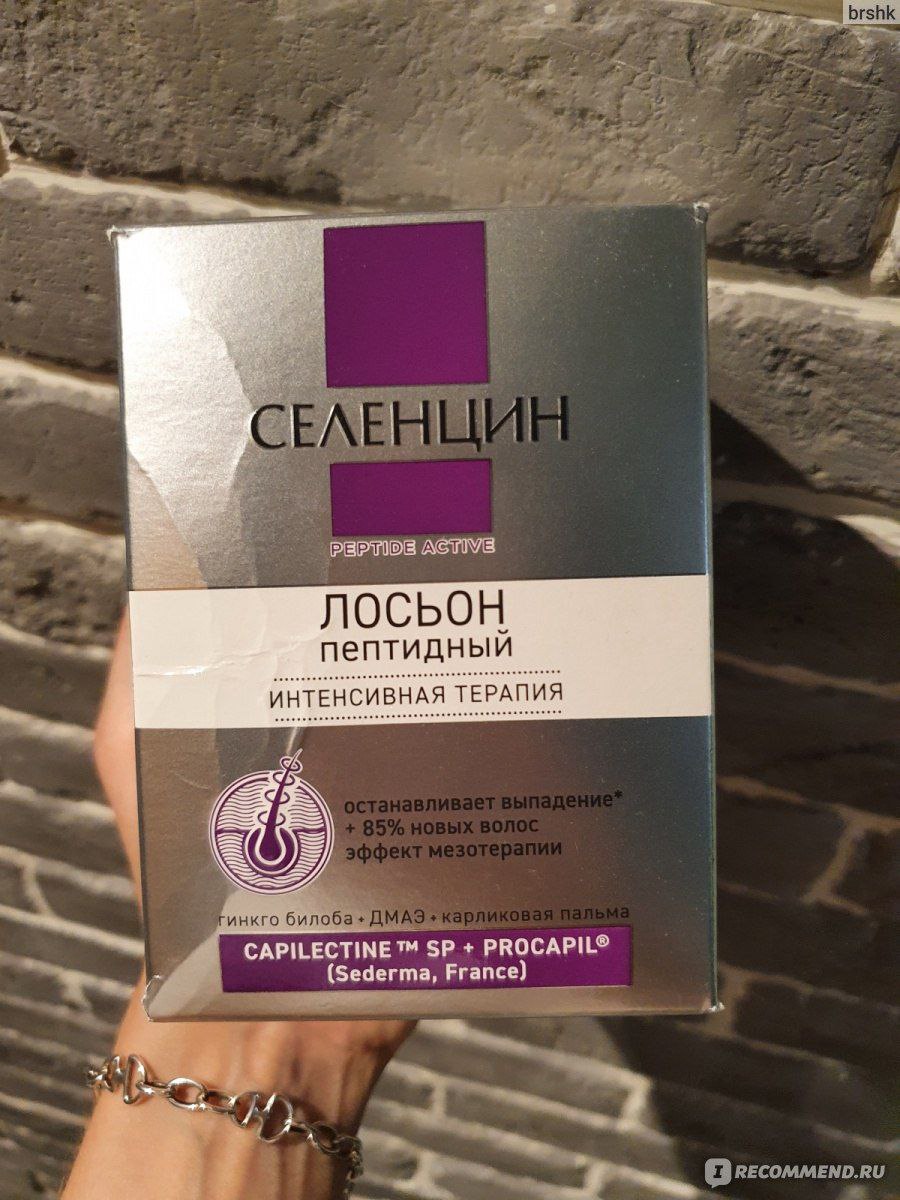 brshk
СЕЛЕНЦИН
PEPTIDE ACTIVE
ЛОСЬОН
пептидный
ИНТЕНСИВНАЯ ТЕРАПИЯ
останавливает выпадение*
+ 85% новых волос
эффект мезотерапии
гинкго билоба • ДМАЭ • карликовая пальма
CAPILECTINE™ SP + PROCAPIL®
(Sederma, France)
IRECOMMEND.RU